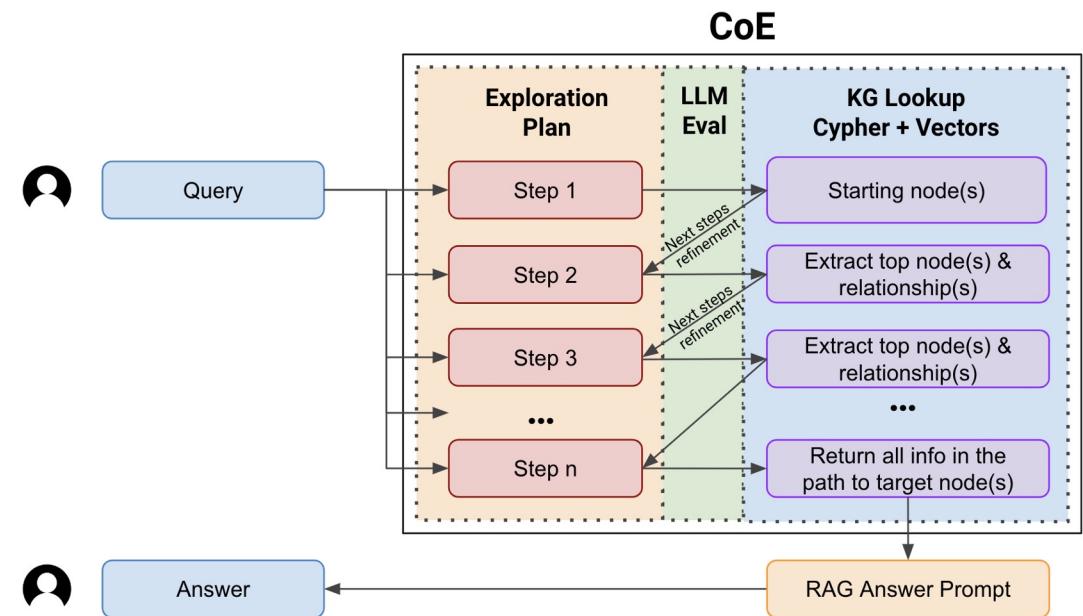 CoE
Exploration
Plan
LLM
Eval
KG Lookup
Cypher + Vectors
Query
Step 1
Starting node(s)
Next steps
refinement
Step 2
Extract top node(s) &
relationship(s)
Next steps
refinement
Step 3
Extract top node(s) &
relationship(s)
...
...
Step n
Return all info in the
path to target node(s)
Answer
RAG Answer Prompt